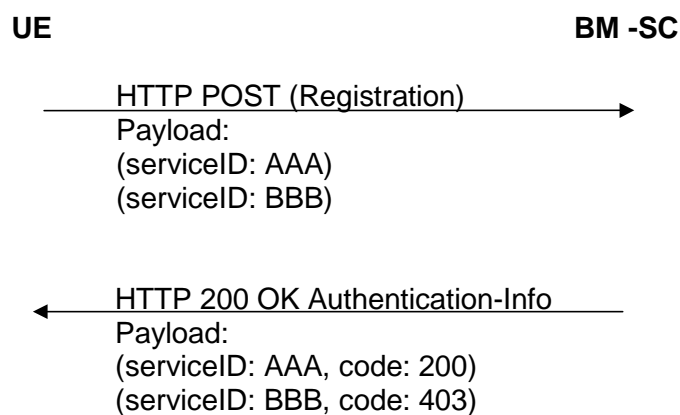 UE BM -SC
HTTP POST (Registration)
Payload:
(serviceID: AAA)
(serviceID: BBB)
HTTP 200 OK Authentication-Info
Payload:
(serviceID: AAA, code: 200)
(serviceID: BBB, code: 403)